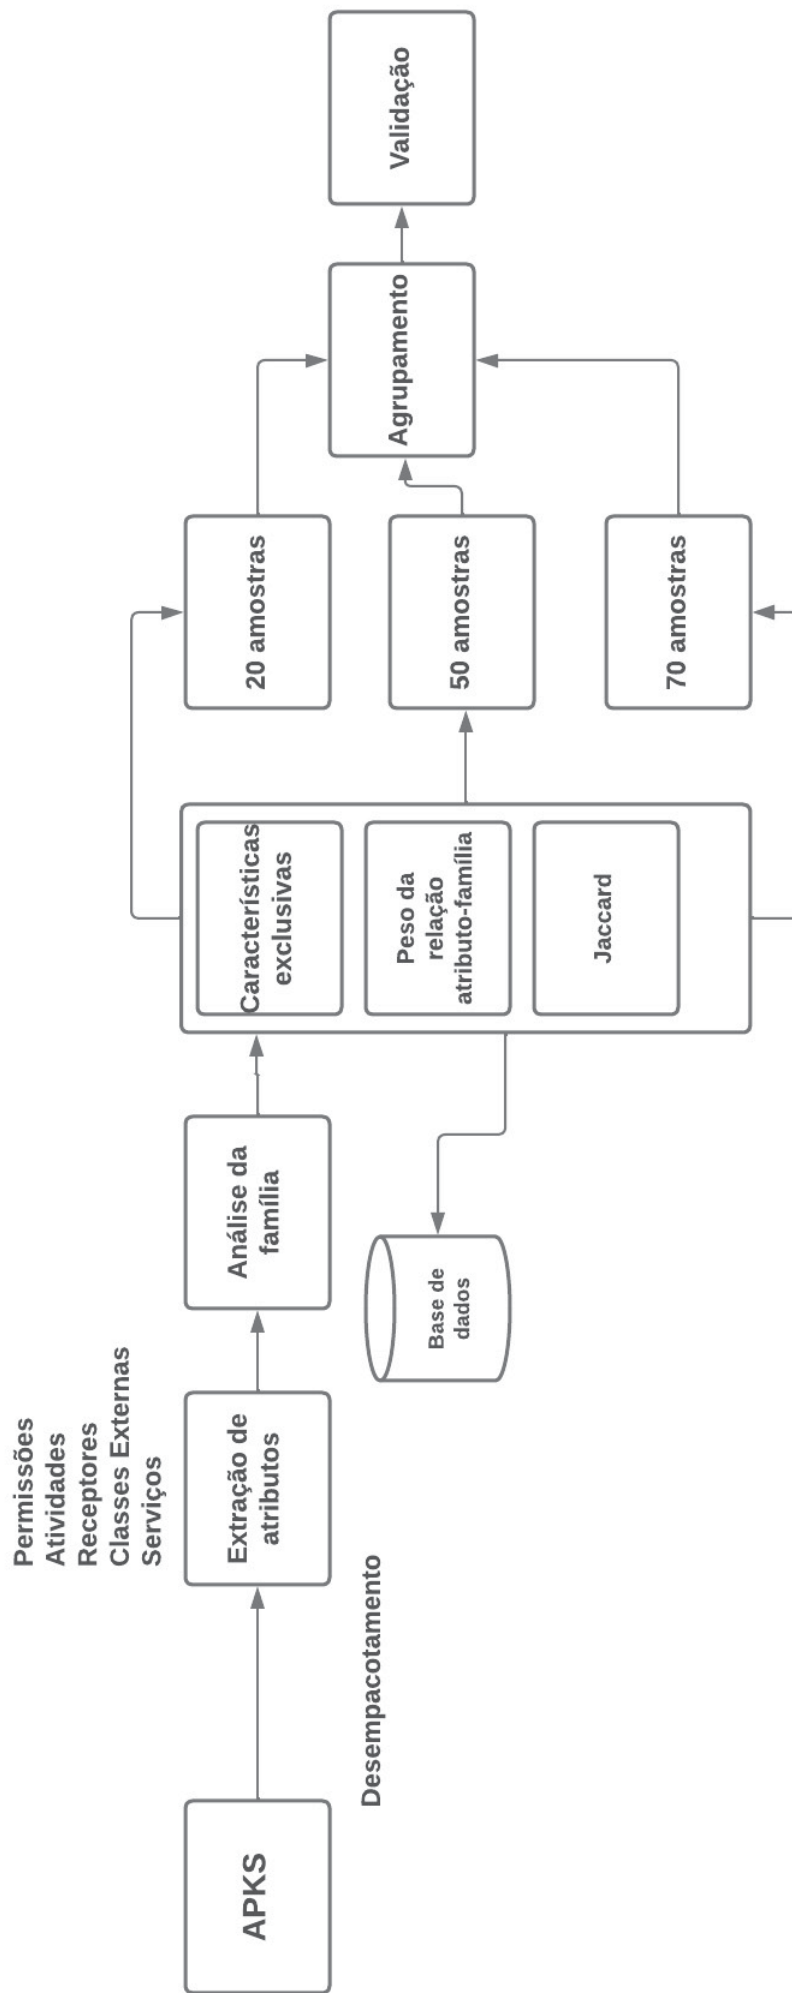 APKS
Desempacotamento
Permissões
Atividades
Receptores
Classes Externas
Serviços
Extração de
atributos
Análise da
família
Base de
dados
Características
exclusivas
Peso da
relação
atributo-família
Jaccard
20 amostras
50 amostras
70 amostras
Agrupamento
Validação